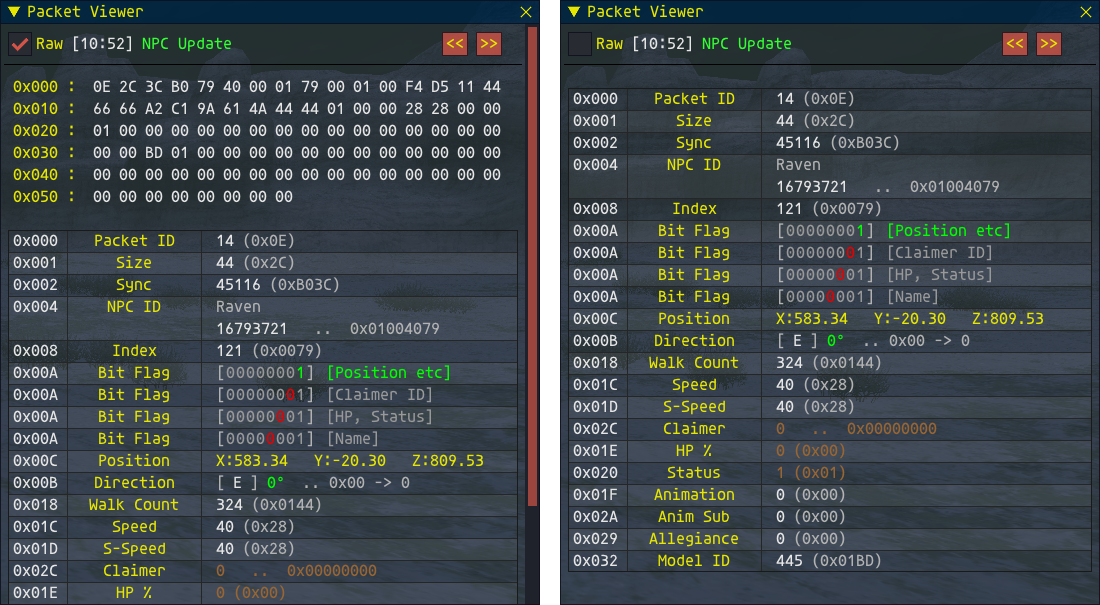 ▼ Packet Viewer
Raw [10:52] NPC Update << >>
0x000 : 0E 2C 3C B0 79 40 00 01 79 00 01 00 F4 D5 11 44
0x010 : 66 66 A2 C1 9A 61 4A 44 44 01 00 00 28 28 00 00
0x020 : 01 00 00 00 00 00 00 00 00 00 00 00 00 00 00 00
0x030 : 00 00 BD 01 00 00 00 00 00 00 00 00 00 00 00 00
0x040 : 00 00 00 00 00 00 00 00 00 00 00 00 00 00 00 00
0x050 : 00 00 00 00 00 00 00 00
0x000 Packet ID 14 (0x0E)
0x001 Size 44 (0x2C)
0x002 Sync 45116 (0xB03C)
0x004 NPC ID Raven
16793721 .. 0x01004079
0x008 Index 121 (0x0079)
0x00A Bit Flag [00000001] [Position etc]
0x00A Bit Flag [00000001] [Claimer ID]
0x00A Bit Flag [00000001] [HP, Status]
0x00A Bit Flag [00000001] [Name]
0x00C Position X:583.34 Y:-20.30 Z:809.53
0x00B Direction [ E ] 0° .. 0x00 -> 0
0x018 Walk Count 324 (0x0144)
0x01C Speed 40 (0x28)
0x01D S-Speed 40 (0x28)
0x02C Claimer 0 .. 0x00000000
0x01E HP % 0 (0x00)
▼ Packet Viewer
Raw [10:52] NPC Update << >>
0x000 Packet ID 14 (0x0E)
0x001 Size 44 (0x2C)
0x002 Sync 45116 (0xB03C)
0x004 NPC ID Raven
16793721 .. 0x01004079
0x008 Index 121 (0x0079)
0x00A Bit Flag [00000001] [Position etc]
0x00A Bit Flag [00000001] [Claimer ID]
0x00A Bit Flag [00000001] [HP, Status]
0x00A Bit Flag [00000001] [Name]
0x00C Position X:583.34 Y:-20.30 Z:809.53
0x00B Direction [ E ] 0° .. 0x00 -> 0
0x018 Walk Count 324 (0x0144)
0x01C Speed 40 (0x28)
0x01D S-Speed 40 (0x28)
0x02C Claimer 0 .. 0x00000000
0x01E HP % 0 (0x00)
0x020 Status 1 (0x01)
0x01F Animation 0 (0x00)
0x02A Anim Sub 0 (0x00)
0x029 Allegiance 0 (0x00)
0x032 Model ID 445 (0x01BD)